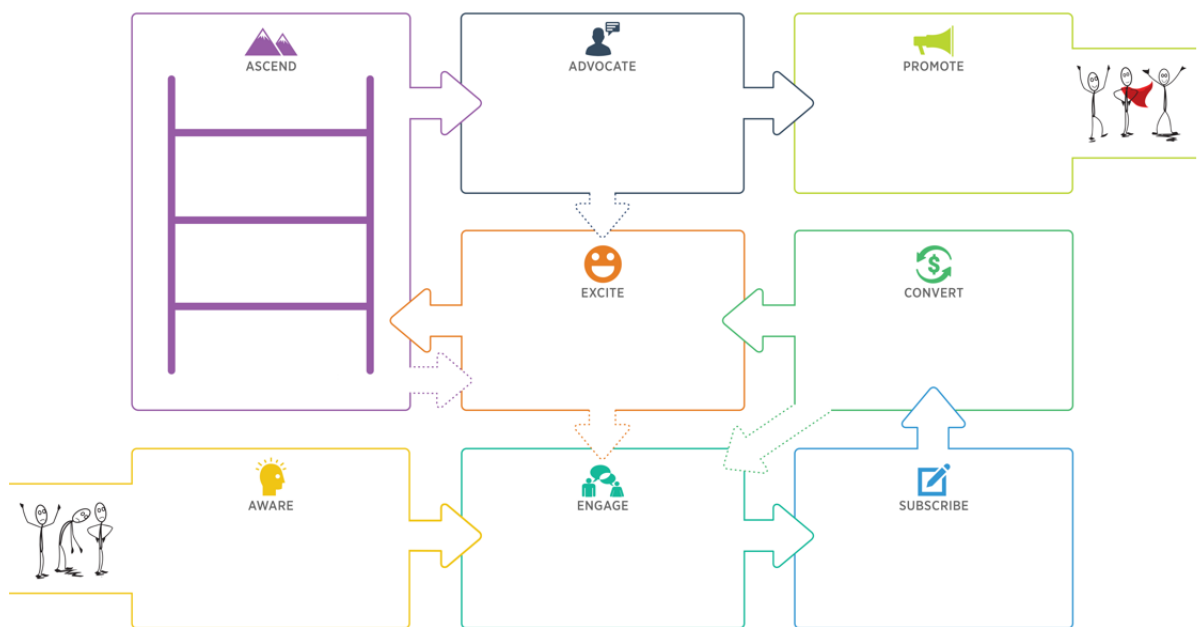 ASCEND
ADVOCATE
PROMOTE
EXCITE
CONVERT
AWARE
ENGAGE
SUBSCRIBE